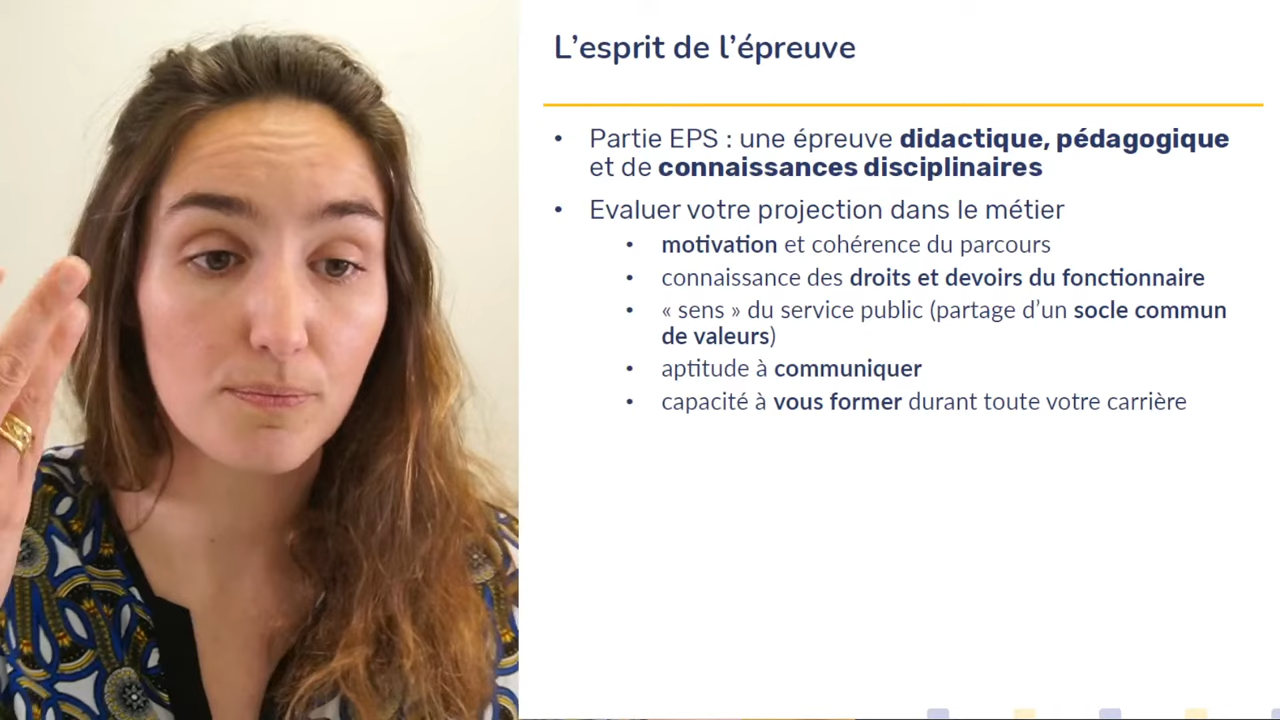 L’esprit de l’épreuve
• Partie EPS : une épreuve didactique, pédagogique
et de connaissances disciplinaires
• Evaluer votre projection dans le métier
• motivation et cohérence du parcours
• connaissance des droits et devoirs du fonctionnaire
• « sens » du service public (partage d’un socle commun
de valeurs)
• aptitude à communiquer
• capacité à vous former durant toute votre carrière